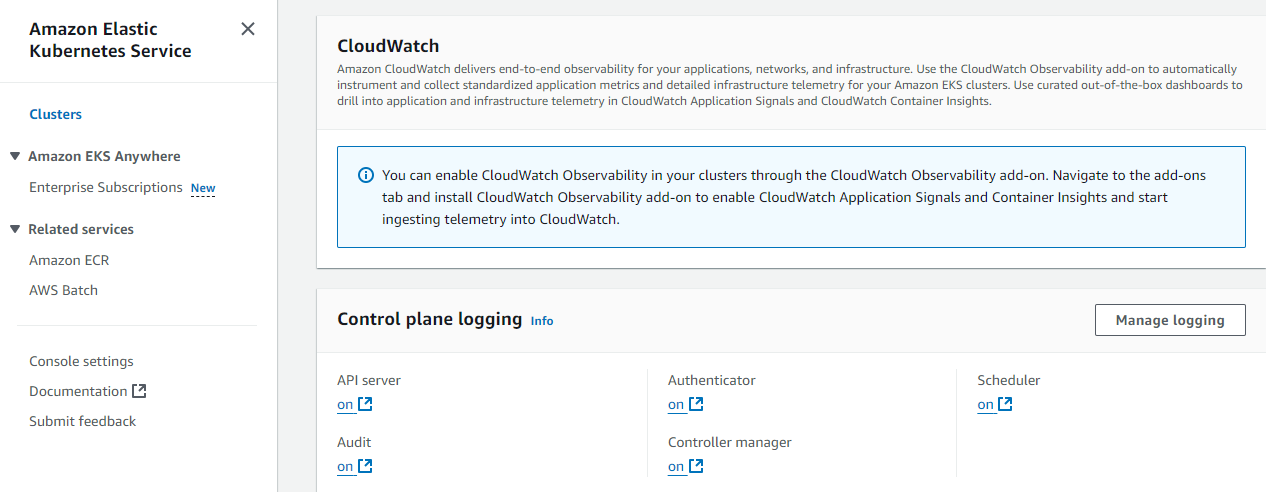 Amazon Elastic
Kubernetes Service
Clusters
Amazon EKS Anywhere
Enterprise Subscriptions New
Related services
Amazon ECR
AWS Batch
Console settings
Documentation
Submit feedback
CloudWatch
Amazon CloudWatch delivers end-to-end observability for your applications, networks, and infrastructure. Use the CloudWatch Observability add-on to automatically
instrument and collect standardized application metrics and detailed infrastructure telemetry for your Amazon EKS clusters. Use curated out-of-the-box dashboards to
drill into application and infrastructure telemetry in CloudWatch Application Signals and CloudWatch Container Insights.
You can enable CloudWatch Observability in your clusters through the CloudWatch Observability add-on. Navigate to the add-ons
tab and install CloudWatch Observability add-on to enable CloudWatch Application Signals and Container Insights and start
ingesting telemetry into CloudWatch.
Control plane logging Info
Manage logging
API server
on
Audit
on
Authenticator
on
Controller manager
on
Scheduler
on